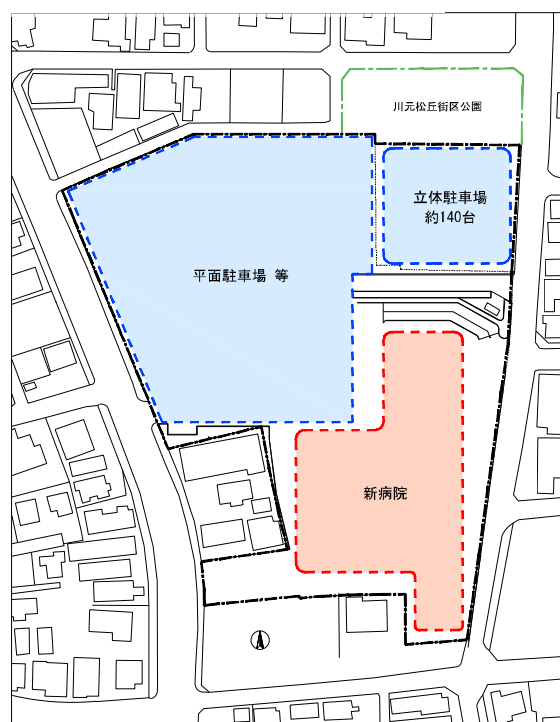 川元松丘街区公園
立体駐車場
約140台
平面駐車場 等
新病院